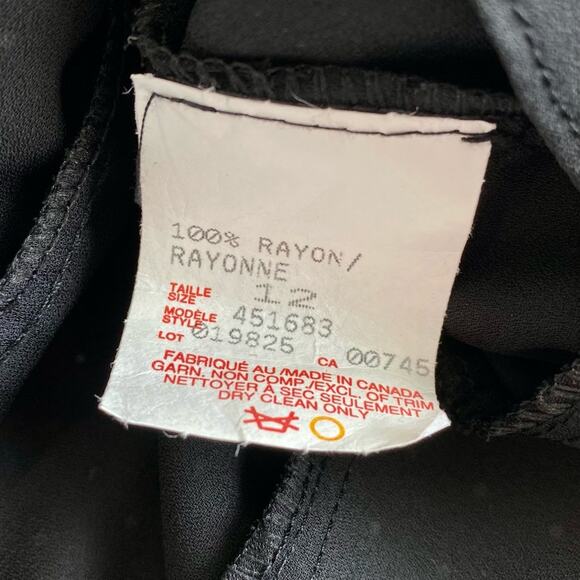 100% RAYON/
RAYONNE
TAILLE
SIZE 12
MODÈLE
STYLE 451683
LOT 019825 CA 00745
FABRIQUÉ AU/MADE IN CANADA
GARN. NON COMP./EXCL. OF TRIM
NETTOYER À SEC SEULEMENT
DRY CLEAN ONLY